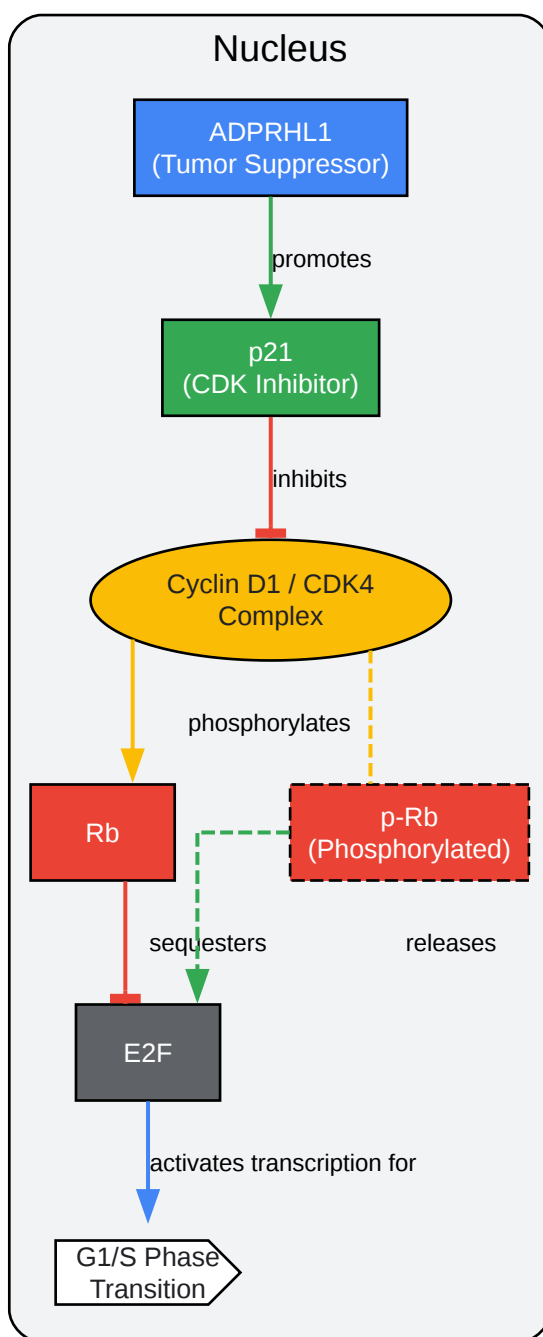 Nucleus
ADPRHL1
(Tumor Suppressor)
promotes
p21
(CDK Inhibitor)
inhibits
Cyclin D1 / CDK4
Complex
phosphorylates
Rb
p-Rb
(Phosphorylated)
sequesters
releases
E2F
activates transcription for
G1/S Phase
Transition